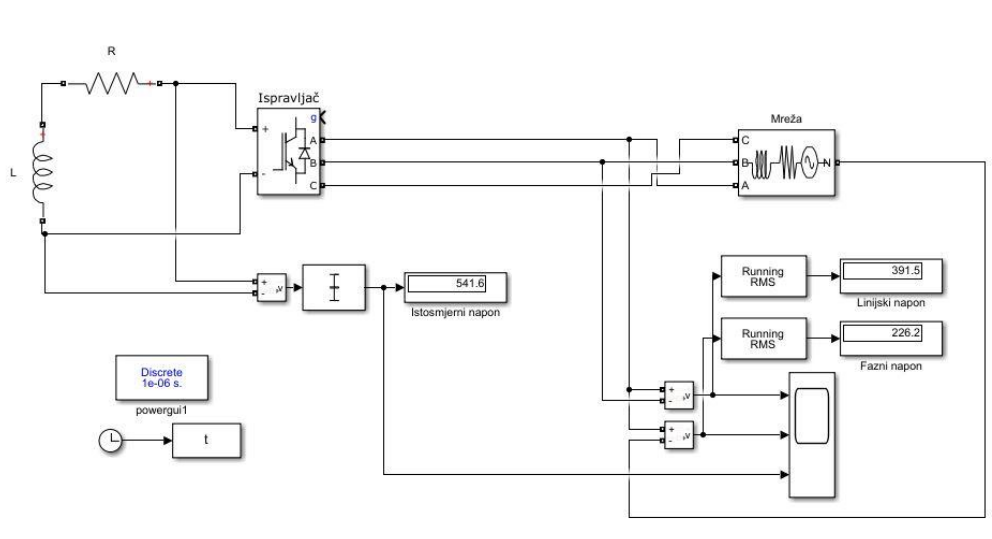 R
Ispravljač
g
+
A
B
-
C
Mreža
C
B
N
A
L
+
-
v
541.6
Istosmjerni napon
Running
RMS
391.5
Linijski napon
Running
RMS
226.2
Fazni napon
Discrete
1e-06 s.
powergui1
t
+
-
v
+
-
v